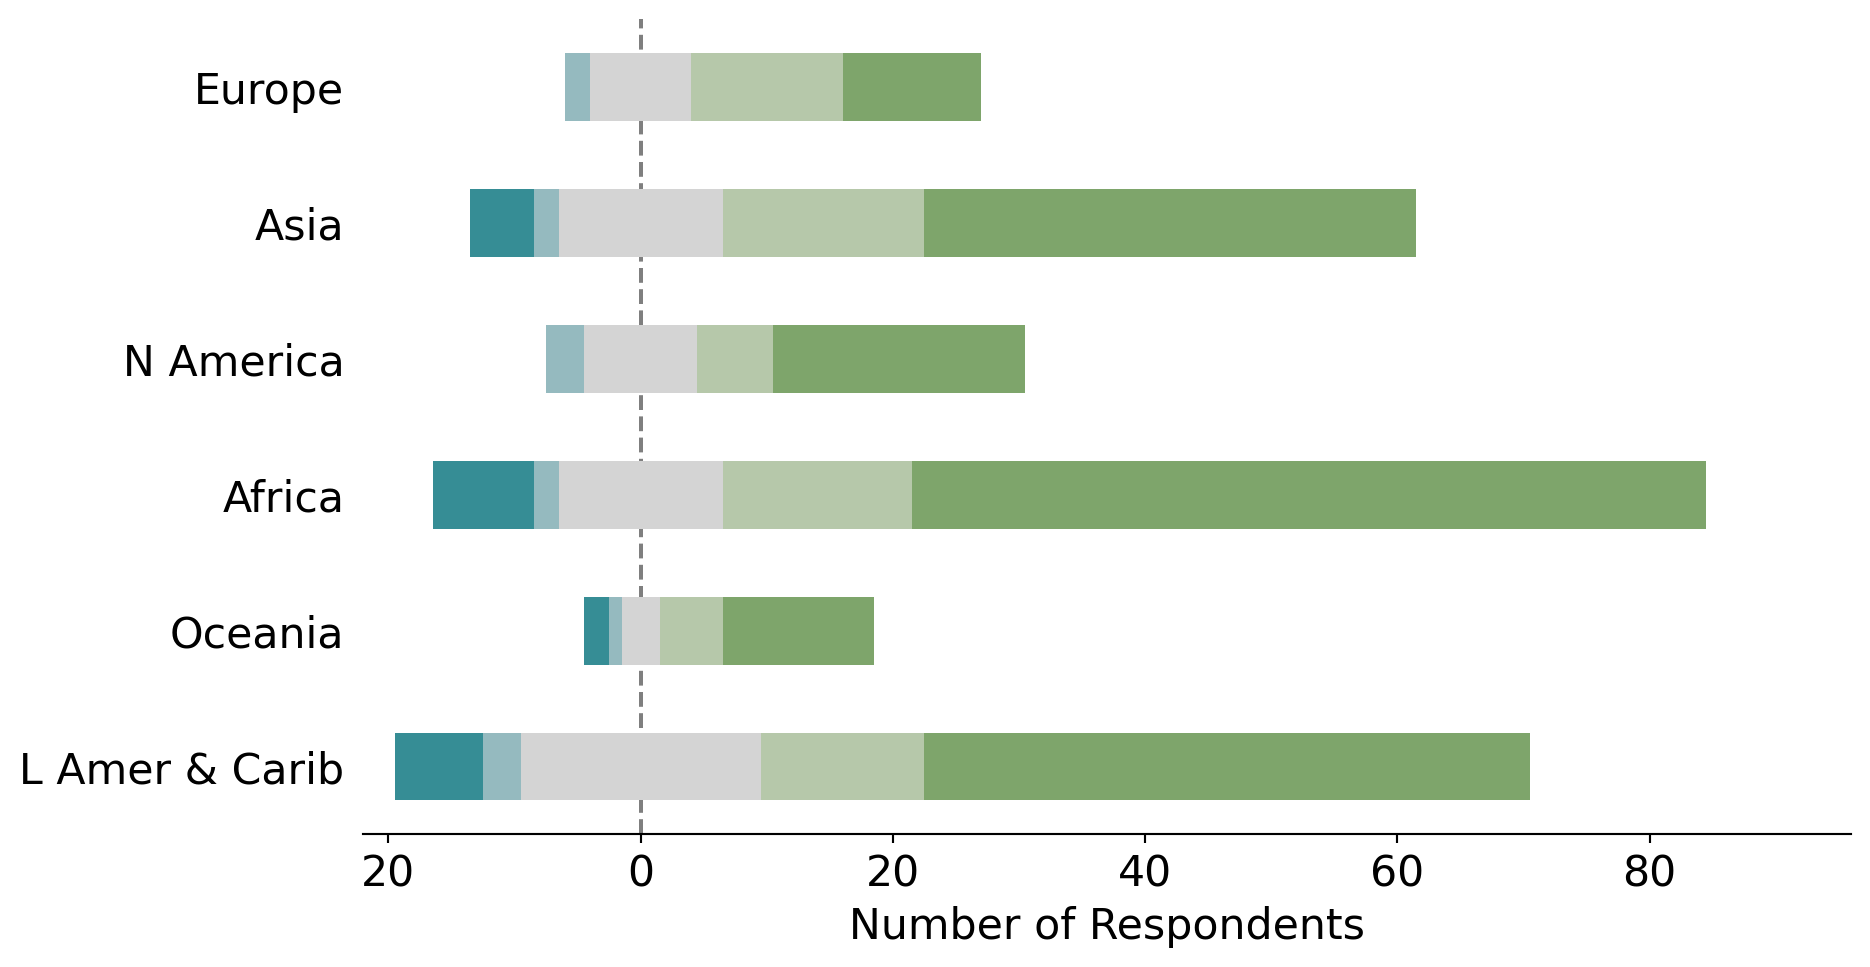 Europe
Asia
N America
Africa
Oceania
L Amer & Carib
20 0 20 40 60 80
Number of Respondents